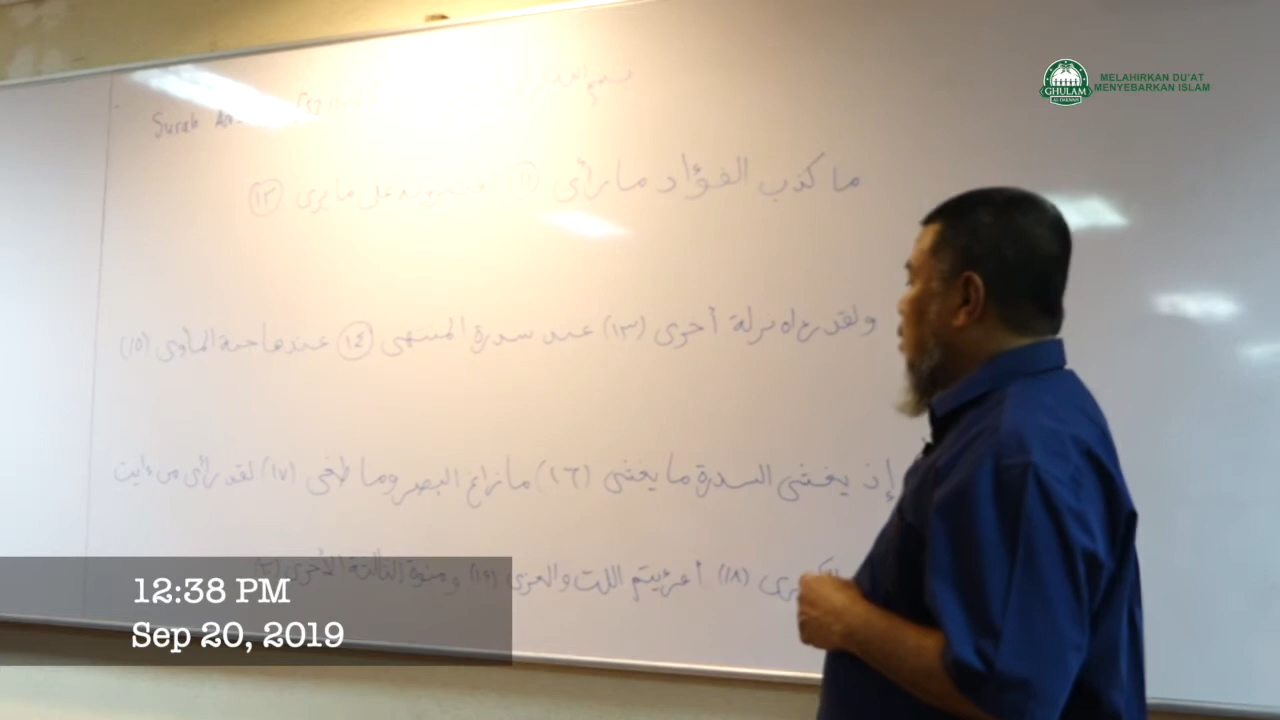 GHULAM
AL-DAKWAH
MELAHIRKAN DU'AT
MENYEBARKAN ISLAM
Surah
ما كذب الفؤاد ما رأى (١١) على ما يرى (١٢)
ولقد رءاه نزلة أخرى (١٣) عند سدرة المنتهى (١٤) عندها جنة المأوى (١٥)
إذ يغشى السدرة ما يغشى (١٦) ما زاغ البصر وما طغى (١٧) لقد رأى من ءايت
(١٨) أفرءيتم اللت والعزى (١٩) ومنوة الثالثة الأخرى
12:38 PM
Sep 20, 2019